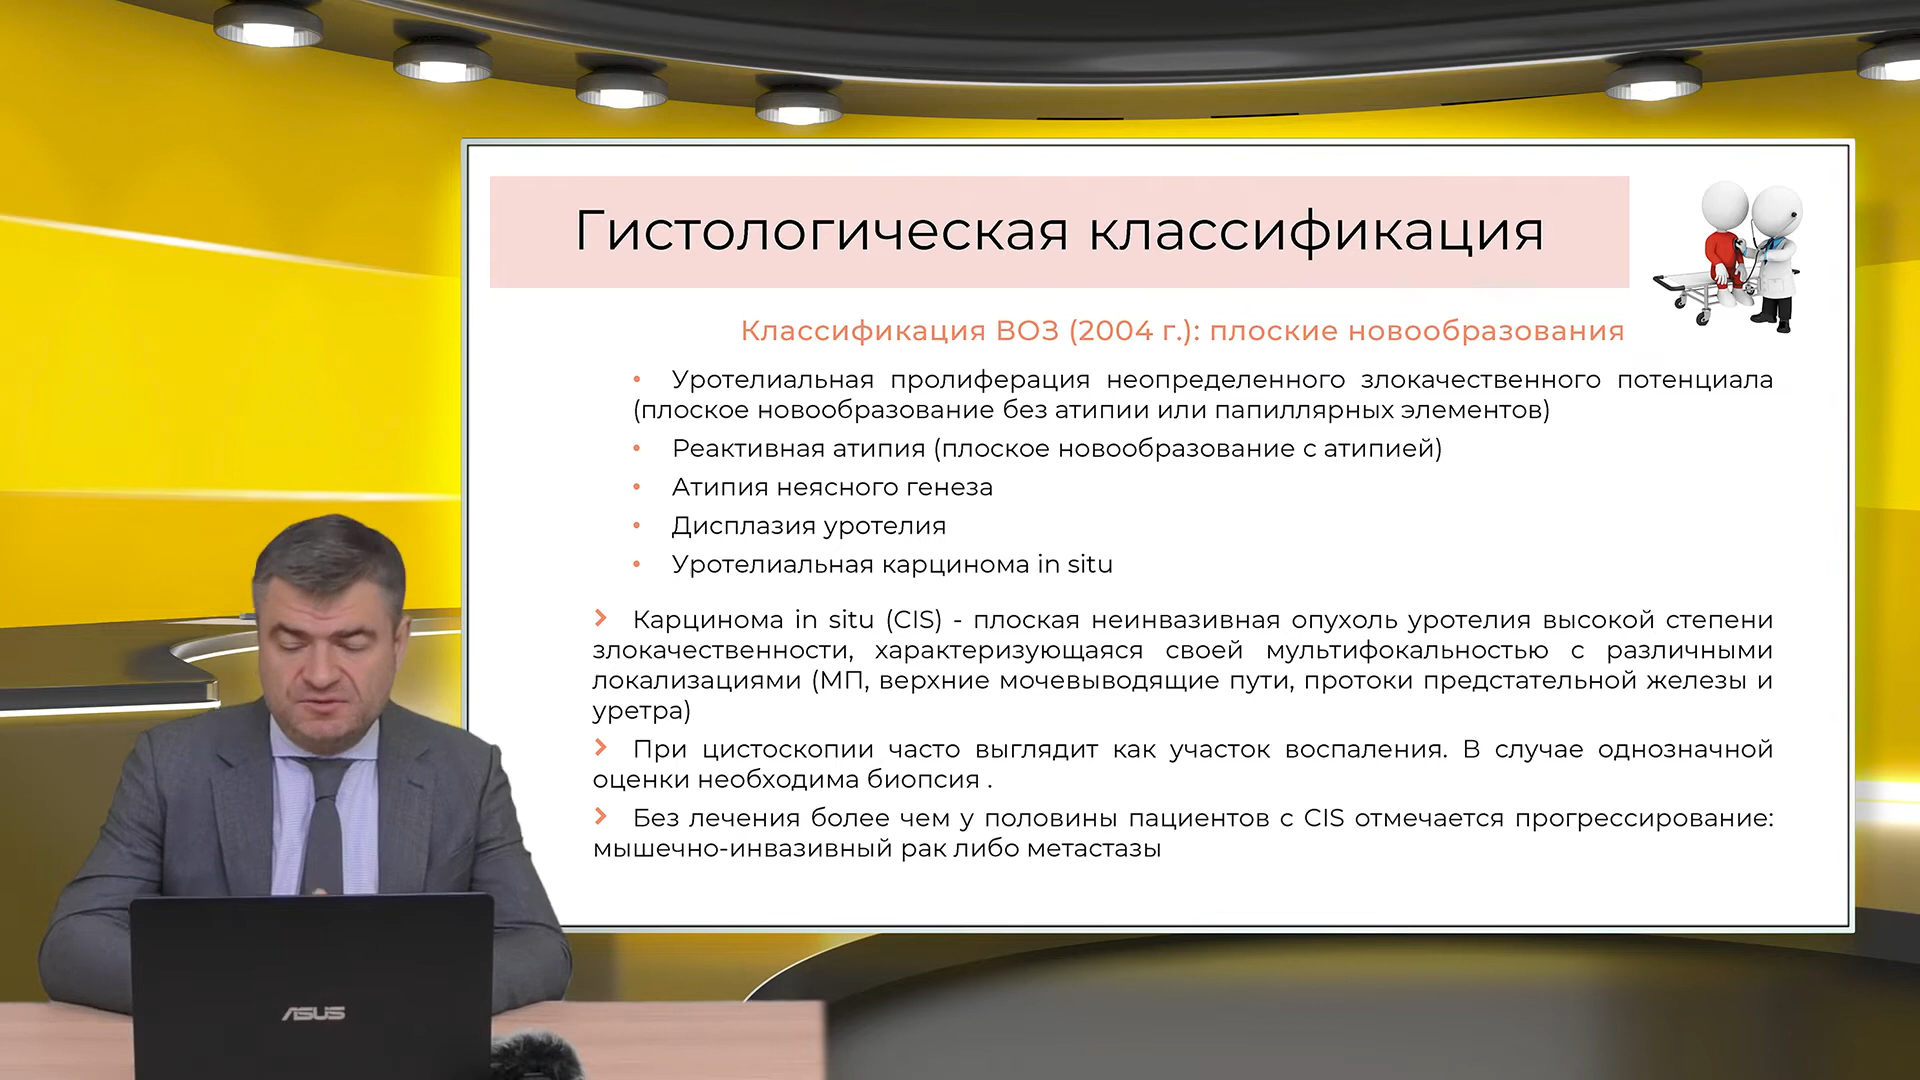 Гистологическая классификация
Классификация ВОЗ (2004 г.): плоские новообразования
• Уротелиальная пролиферация неопределенного злокачественного потенциала
(плоское новообразование без атипии или папиллярных элементов)
• Реактивная атипия (плоское новообразование с атипией)
• Атипия неясного генеза
• Дисплазия уротелия
• Уротелиальная карцинома in situ
Карцинома in situ (CIS) - плоская неинвазивная опухоль уротелия высокой степени
злокачественности, характеризующаяся своей мультифокальностью с различными
локализациями (МП, верхние мочевыводящие пути, протоки предстательной железы и
уретра)
При цистоскопии часто выглядит как участок воспаления. В случае однозначной
оценки необходима биопсия .
Без лечения более чем у половины пациентов с CIS отмечается прогрессирование:
мышечно-инвазивный рак либо метастазы
ASUS